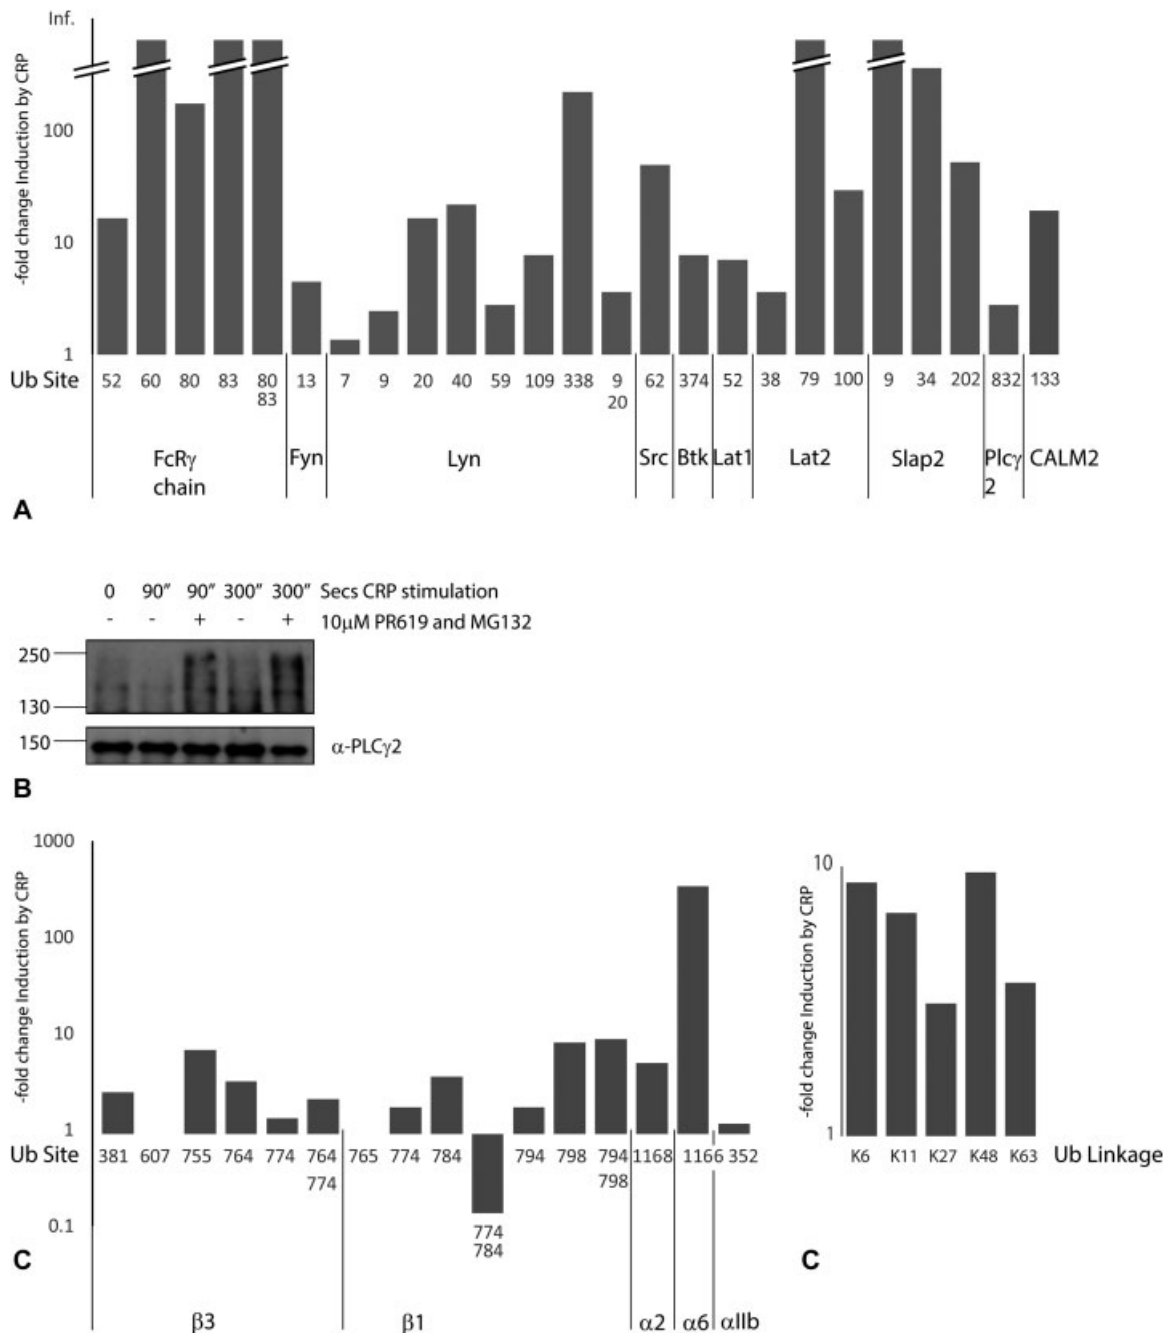 Inf.
-fold change Induction by CRP
100
10
1
Ub Site 52 60 80 83 80 13 7 9 20 40 59 109 338 9 62 374 52 38 79 100 9 34 202 832 133
83 20
FcRγ Fyn Lyn Src Btk Lat1 Lat2 Slap2 Plcγ CALM2
chain 2
A
0 90" 90" 300" 300" Secs CRP stimulation
- - + - + 10μM PR619 and MG132
250
130
150 α-PLCγ2
B
1000
-fold change Induction by CRP
100
10
1
Ub Site 381 607 755 764 774 764 765 774 784 794 798 794 1168 1166 352
774 798
774
784
0.1
C
β3 β1 α2 α6 αIIb
10
-fold change Induction by CRP
1
K6 K11 K27 K48 K63 Ub Linkage
C